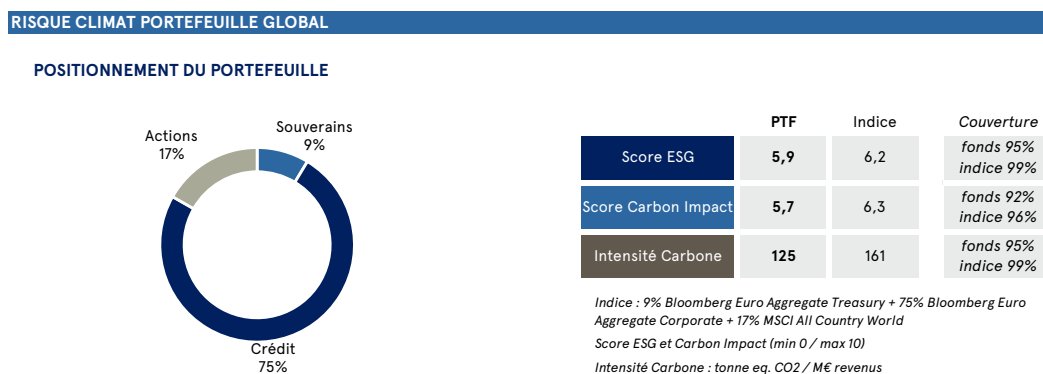 RISQUE CLIMAT PORTEFEUILLE GLOBAL
POSITIONNEMENT DU PORTEFEUILLE
Actions
17%
Souverains
9%
Crédit
75%
PTF Indice Couverture
Score ESG 5,9 6,2 fonds 95%
indice 99%
Score Carbon Impact 5,7 6,3 fonds 92%
indice 96%
Intensité Carbone 125 161 fonds 95%
indice 99%
Indice : 9% Bloomberg Euro Aggregate Treasury + 75% Bloomberg Euro
Aggregate Corporate + 17% MSCI All Country World
Score ESG et Carbon Impact (min 0 / max 10)
Intensité Carbone : tonne eq. CO2 / M€ revenus